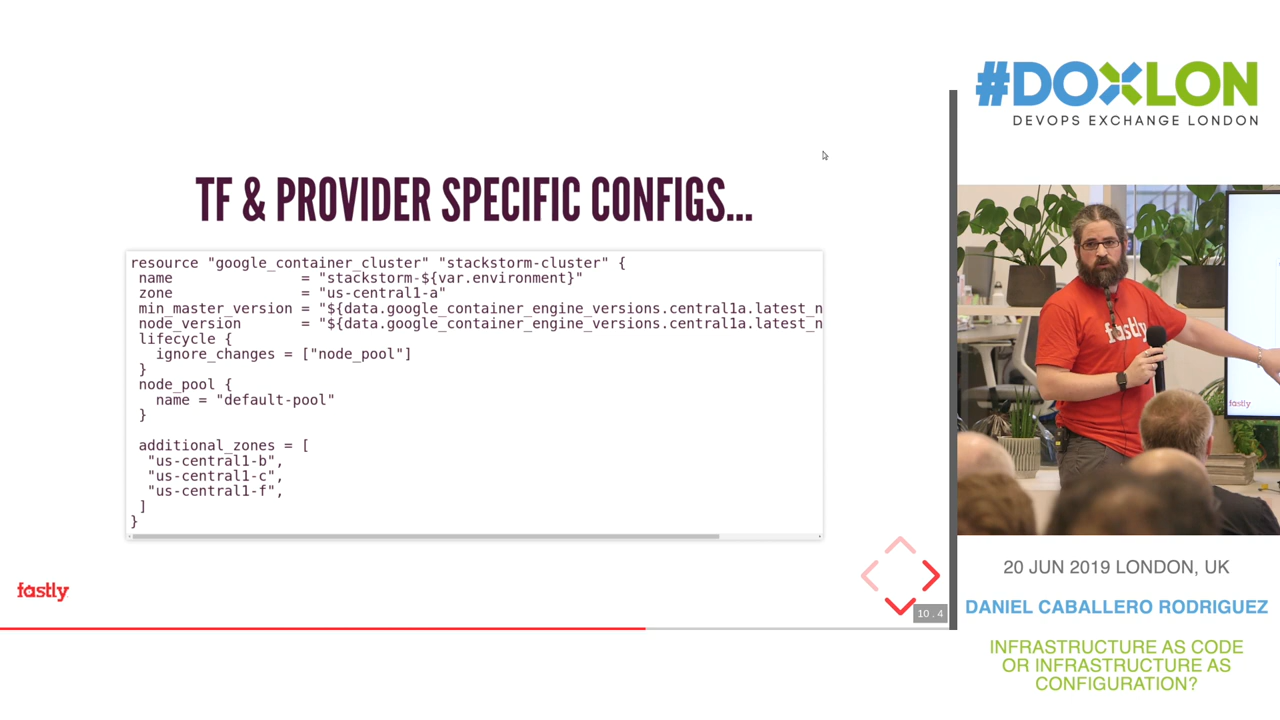 TF & PROVIDER SPECIFIC CONFIGS...
resource "google_container_cluster" "stackstorm-cluster" {
name = "stackstorm-${var.environment}"
zone = "us-central1-a"
min_master_version = "${data.google_container_engine_versions.central1a.latest_n
node_version = "${data.google_container_engine_versions.central1a.latest_n
lifecycle {
ignore_changes = ["node_pool"]
}
node_pool {
name = "default-pool"
}
additional_zones = [
"us-central1-b",
"us-central1-c",
"us-central1-f",
]
}
fastly
10.4
#DOXLON
DEVOPS EXCHANGE LONDON
fastly
fastly
20 JUN 2019 LONDON, UK
DANIEL CABALLERO RODRIGUEZ
INFRASTRUCTURE AS CODE
OR INFRASTRUCTURE AS
CONFIGURATION?